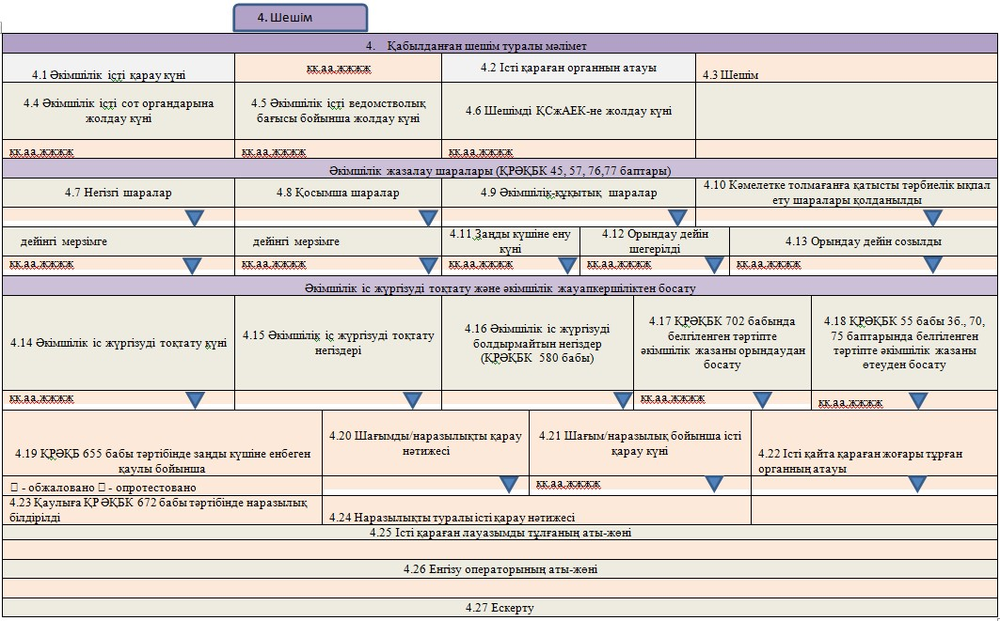 4. Шешім
4. Қабылданған шешім туралы мәлімет
4.1 Әкімшілік істі қарау күні
кк.аа.жжжж
4.2 Істі қараған органнын атауы
4.3 Шешім
4.4 Әкімшілік істі сот органдарына
жолдау күні
4.5 Әкімшілік істі ведомстволық
бағысы бойынша жолдау күні
4.6 Шешімді ҚСжАЕК-не жолдау күні
кк.аа.жжжж
кк.аа.жжжж
кк.аа.жжжж
Әкімшілік жазалау шаралары (ҚРӘҚБК 45, 57, 76,77 баптары)
4.7 Негізгі шаралар
4.8 Қосымша шаралар
4.9 Әкімшілік-құқытық шаралар
4.10 Кәмелетке толмағанға қатысты тәрбиелік ықпал
ету шаралары қолданылды
дейінгі мерзімге
дейінгі мерзімге
4.11 Заңды күшіне ену
күні
4.12 Орындау дейін
шегерілді
4.13 Орындау дейін созылды
кк.аа.жжжж
кк.аа.жжжж
кк.аа.жжжж
кк.аа.жжжж
кк.аа.жжжж
Әкімшілік іс жүргізуді тоқтату және әкімшілік жауапкершіліктен босату
4.14 Әкімшілік іс жүргізуді тоқтату күні
4.15 Әкімшілік іс жүргізуді тоқтату
негіздері
4.16 Әкімшілік іс жүргізуді
болдырмайтын негіздер
(ҚРӘҚБК 580 бабы)
4.17 ҚРӘҚБК 702 бабында
белгіленген тәртіпте
әкімшілік жазаны орындаудан
босату
4.18 ҚРӘҚБК 55 бабы 3б., 70,
75 баптарында белгіленген
тәртіпте әкімшілік жазаны
өтеуден босату
кк.аа.жжжж
кк.аа.жжжж
кк.аа.жжжж
4.19 ҚРӘҚБ 655 бабы тәртібінде заңды күшіне енбеген
қаулы бойынша
4.20 Шағымды/наразылықты қарау
нәтижесі
4.21 Шағым/наразылық бойынша істі
қарау күні
4.22 Істі қайта қараған жоғары тұрған
органның атауы
□ - обжаловано □ - опротестовано
кк.аа.жжжж
4.23 Қаулыға ҚРӘҚБК 672 бабы тәртібінде наразылық
білдірілді
4.24 Наразылықты туралы істі қарау нәтижесі
4.25 Істі қараған лауазымды тұлғаның аты-жөні
4.26 Енгізу операторының аты-жөні
4.27 Ескерту